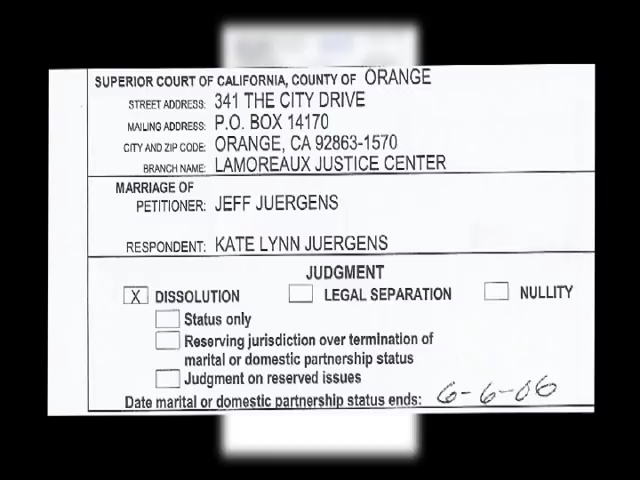 SUPERIOR COURT OF CALIFORNIA, COUNTY OF ORANGE
STREET ADDRESS: 341 THE CITY DRIVE
MAILING ADDRESS: P.O. BOX 14170
CITY AND ZIP CODE: ORANGE, CA 92863-1570
BRANCH NAME: LAMOREAUX JUSTICE CENTER
MARRIAGE OF
PETITIONER: JEFF JUERGENS
RESPONDENT: KATE LYNN JUERGENS
JUDGMENT
X DISSOLUTION LEGAL SEPARATION NULLITY
Status only
Reserving jurisdiction over termination of
marital or domestic partnership status
Judgment on reserved issues
Date marital or domestic partnership status ends: 6-6-06